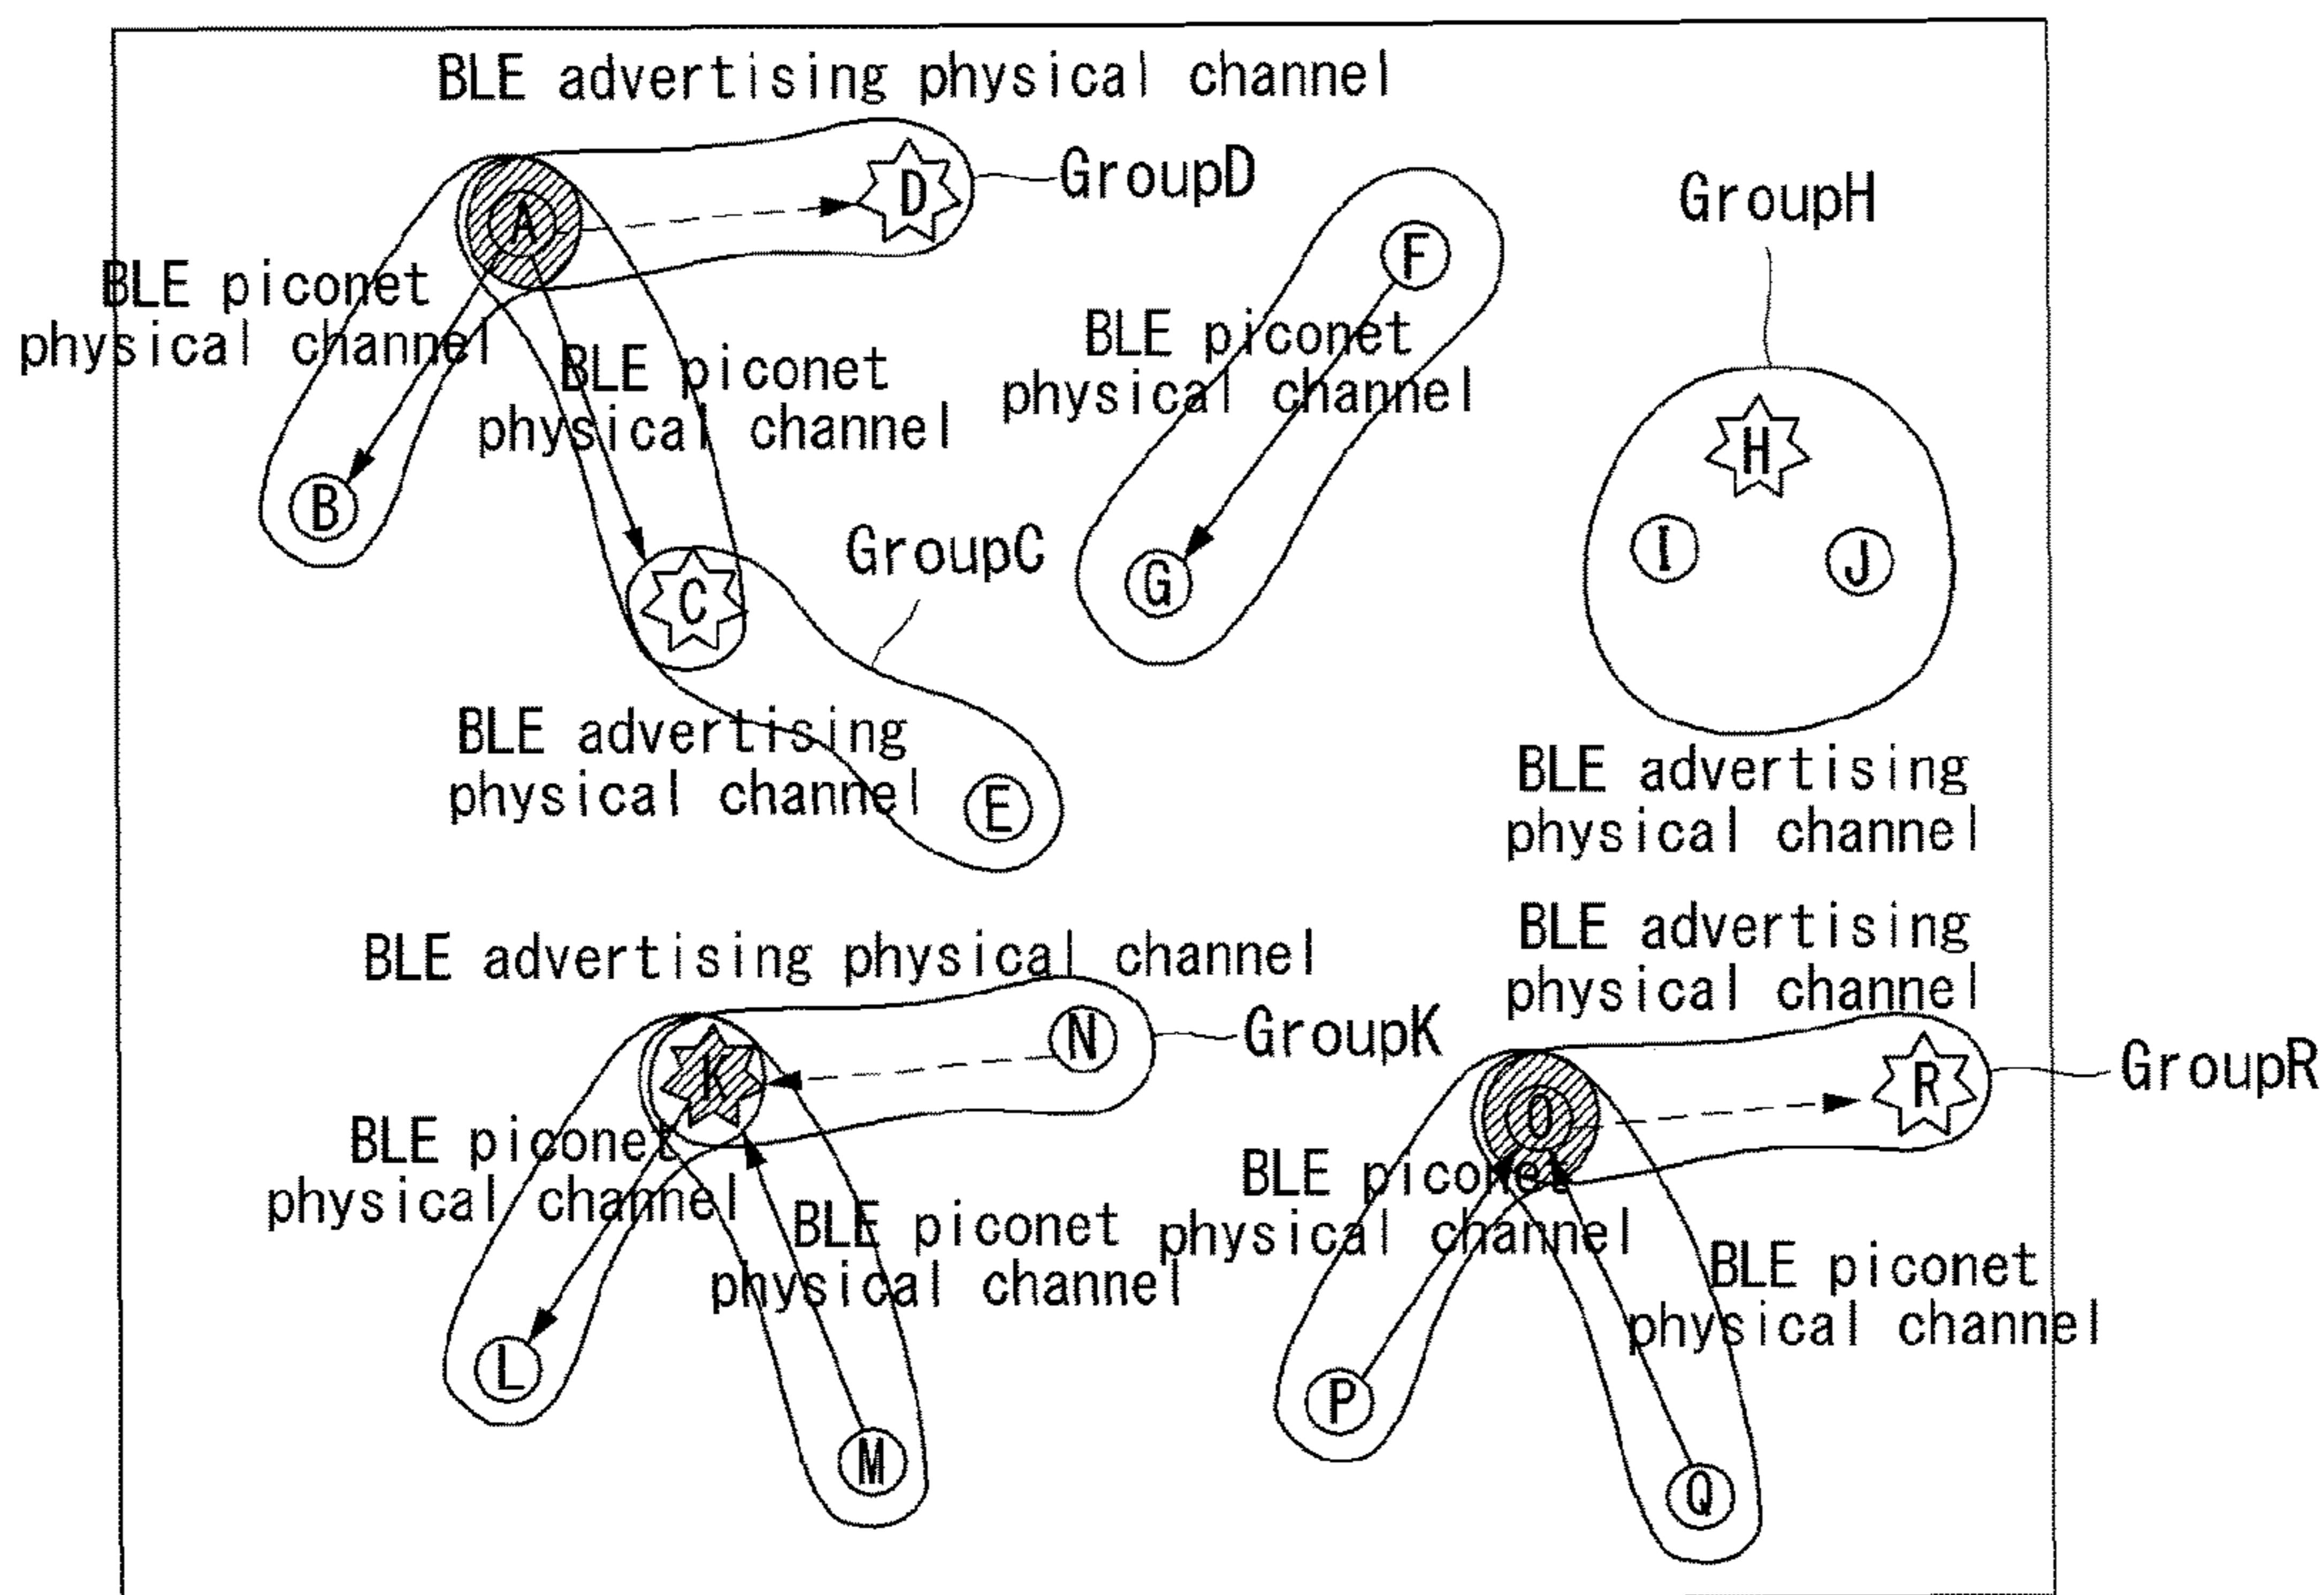 BLE advertising physical channel
A
D
GroupD
BLE piconet
physical channel
B
BLE piconet
physical channel
C
GroupC
BLE advertising
physical channel
E
F
BLE piconet
physical channel
G
GroupH
H
I
J
BLE advertising
physical channel
BLE advertising physical channel
K
N
GroupK
BLE piconet
physical channel
L
BLE piconet
physical channel
M
BLE advertising
physical channel
O
R
GroupR
BLE piconet
physical channel
P
BLE piconet
physical channel
Q